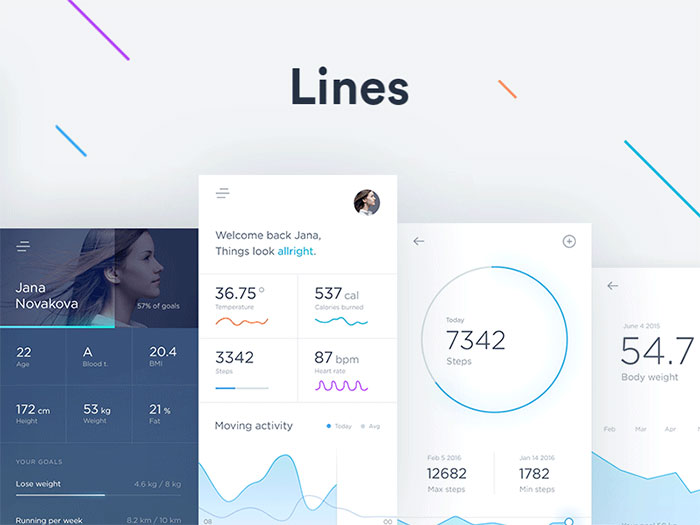 Lines
Jana
Novakova
57% of goals
22
Age
A
Blood t.
20.4
BMI
172 cm
Height
53 kg
Weight
21 %
Fat
YOUR GOALS
Lose weight
4.6 kg / 8 kg
Running per week
8.2 km / 10 km
Welcome back Jana,
Things look allright.
36.75 °
Temperature
537 cal
Calories burned
3342
Steps
87 bpm
Heart rate
Moving activity
Today
Avg
08
00
Today
7342
Steps
Feb 5 2016
12682
Max steps
Jan 14 2016
1782
Min steps
June 4 2015
54.7
Body weight
Feb
Mar
Apr